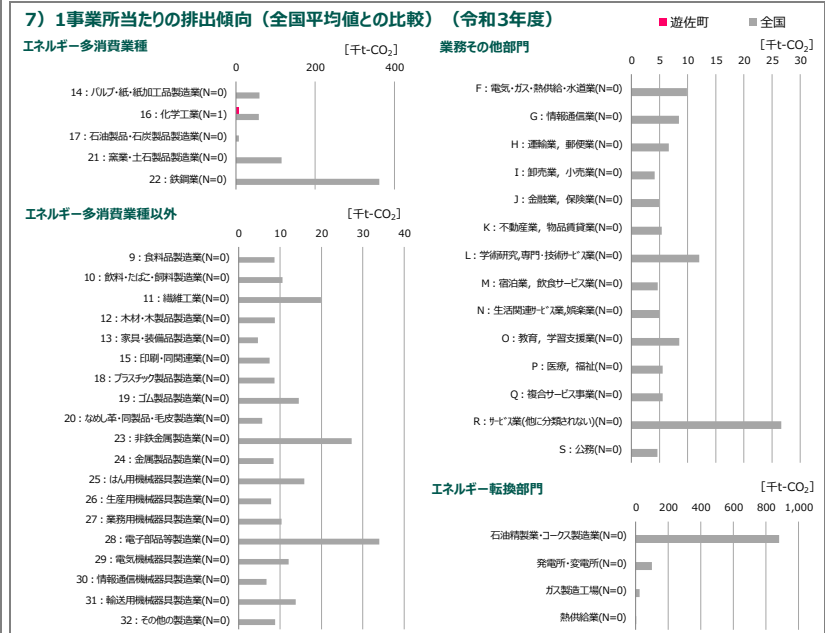 7）1事業所当たりの排出傾向（全国平均値との比較）（令和3年度）
■遊佐町 ■全国
エネルギー多消費業種
[千t-CO₂]
0 200 400
14：パルプ・紙・紙加工品製造業(N=0)
16：化学工業(N=1)
17：石油製品・石炭製品製造業(N=0)
21：窯業・土石製品製造業(N=0)
22：鉄鋼業(N=0)
エネルギー多消費業種以外
[千t-CO₂]
0 10 20 30 40
9：食料品製造業(N=0)
10：飲料・たばこ・飼料製造業(N=0)
11：繊維工業(N=0)
12：木材・木製品製造業(N=0)
13：家具・装備品製造業(N=0)
15：印刷・同関連業(N=0)
18：プラスチック製品製造業(N=0)
19：ゴム製品製造業(N=0)
20：なめし革・同製品・毛皮製造業(N=0)
23：非鉄金属製造業(N=0)
24：金属製品製造業(N=0)
25：はん用機械器具製造業(N=0)
26：生産用機械器具製造業(N=0)
27：業務用機械器具製造業(N=0)
28：電子部品等製造業(N=0)
29：電気機械器具製造業(N=0)
30：情報通信機械器具製造業(N=0)
31：輸送用機械器具製造業(N=0)
32：その他の製造業(N=0)
業務その他部門
[千t-CO₂]
0 5 10 15 20 25 30
F：電気・ガス・熱供給・水道業(N=0)
G：情報通信業(N=0)
H：運輸業，郵便業(N=0)
I：卸売業，小売業(N=0)
J：金融業，保険業(N=0)
K：不動産業，物品賃貸業(N=0)
L：学術研究,専門・技術ｻｰﾋﾞｽ業(N=0)
M：宿泊業，飲食サービス業(N=0)
N：生活関連ｻｰﾋﾞｽ業,娯楽業(N=0)
O：教育，学習支援業(N=0)
P：医療，福祉(N=0)
Q：複合サービス事業(N=0)
R：ｻｰﾋﾞｽ業(他に分類されない)(N=0)
S：公務(N=0)
エネルギー転換部門
[千t-CO₂]
0 200 400 600 800 1,000
石油精製業・コークス製造業(N=0)
発電所・変電所(N=0)
ガス製造工場(N=0)
熱供給業(N=0)